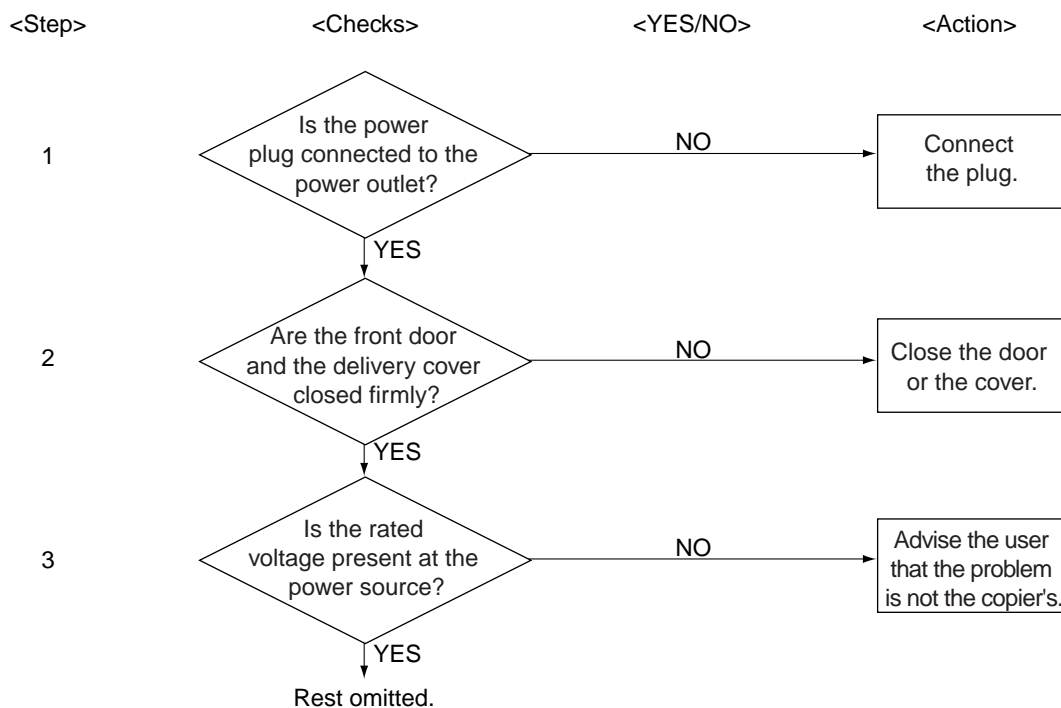 <Step> <Checks> <YES/NO> <Action>
Is the power
plug connected to the
power outlet?
1
NO
Connect
the plug.
YES
Are the front door
and the delivery cover
closed firmly?
2
NO
Close the door
or the cover.
YES
Is the rated
voltage present at the
power source?
3
NO
Advise the user
that the problem
is not the copier's.
YES
Rest omitted.